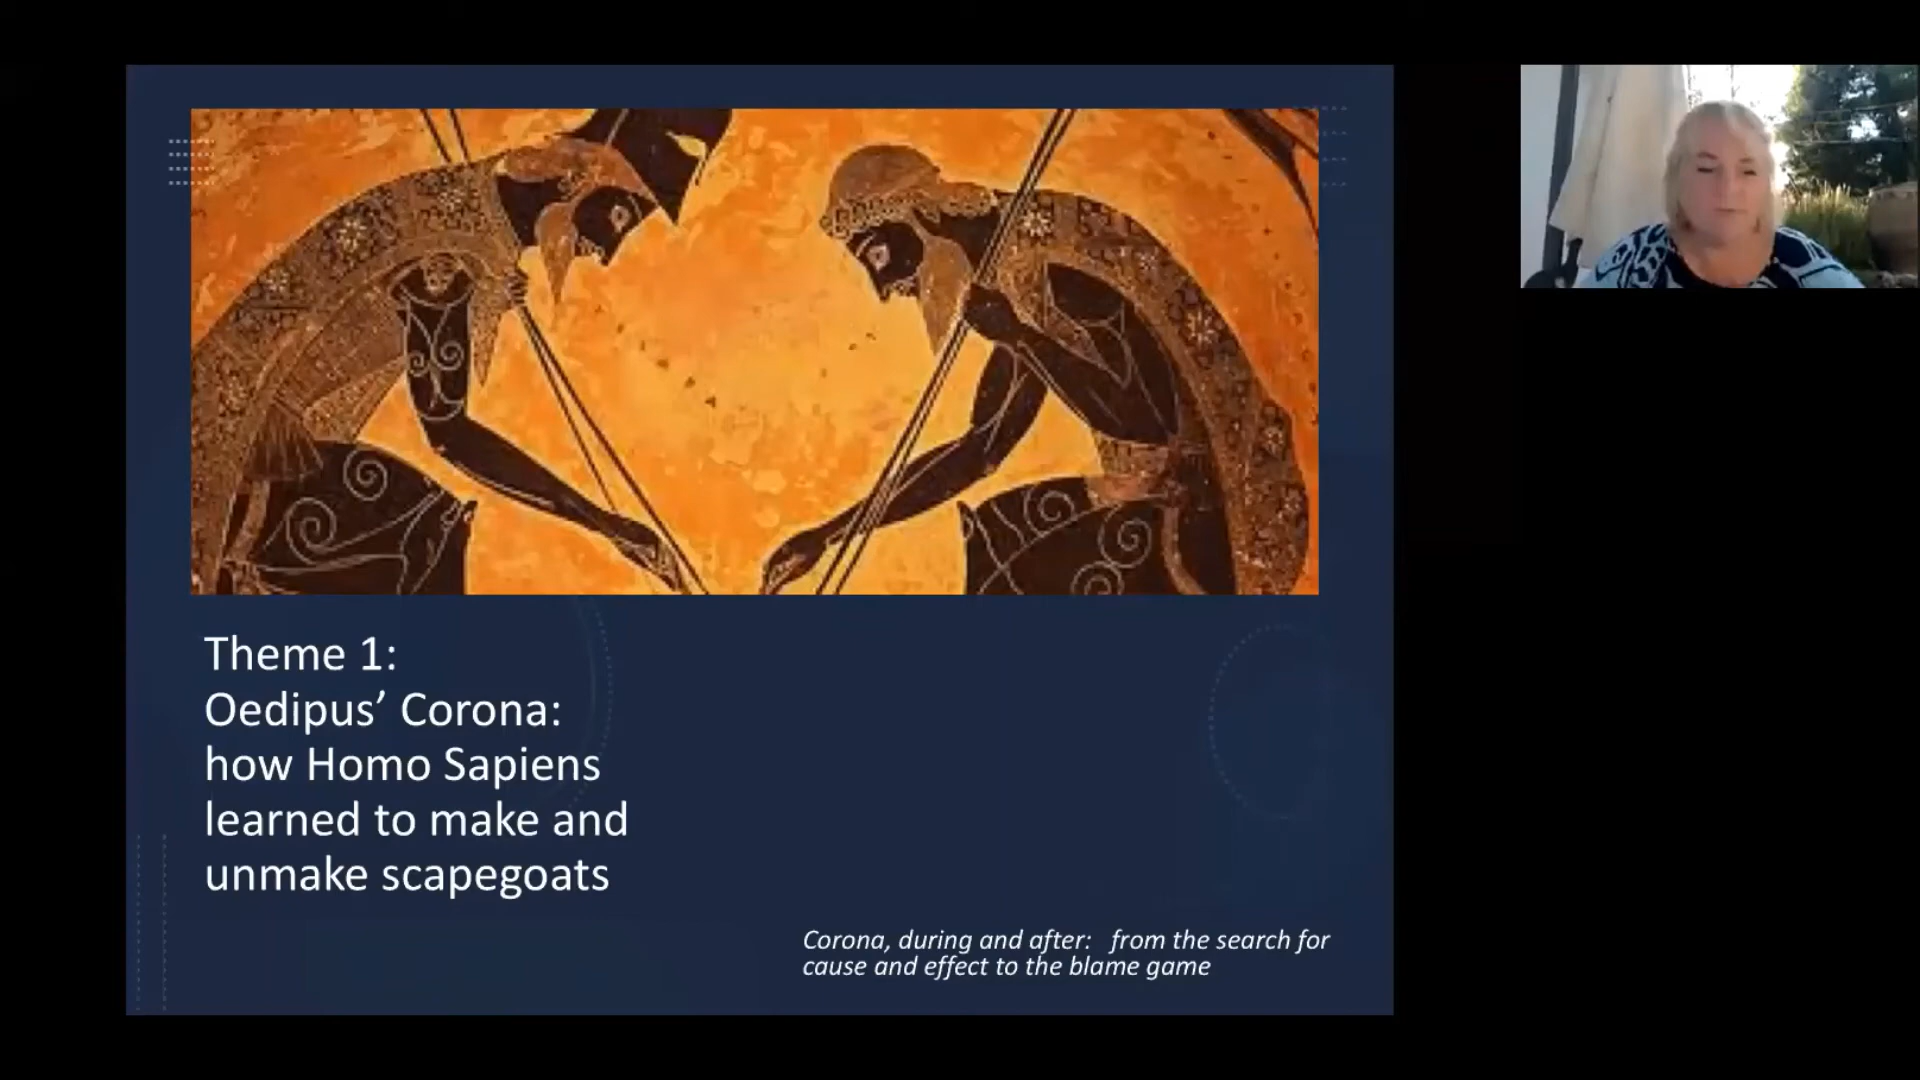 Theme 1:
Oedipus’ Corona:
how Homo Sapiens
learned to make and
unmake scapegoats
Corona, during and after:   from the search for
cause and effect to the blame game